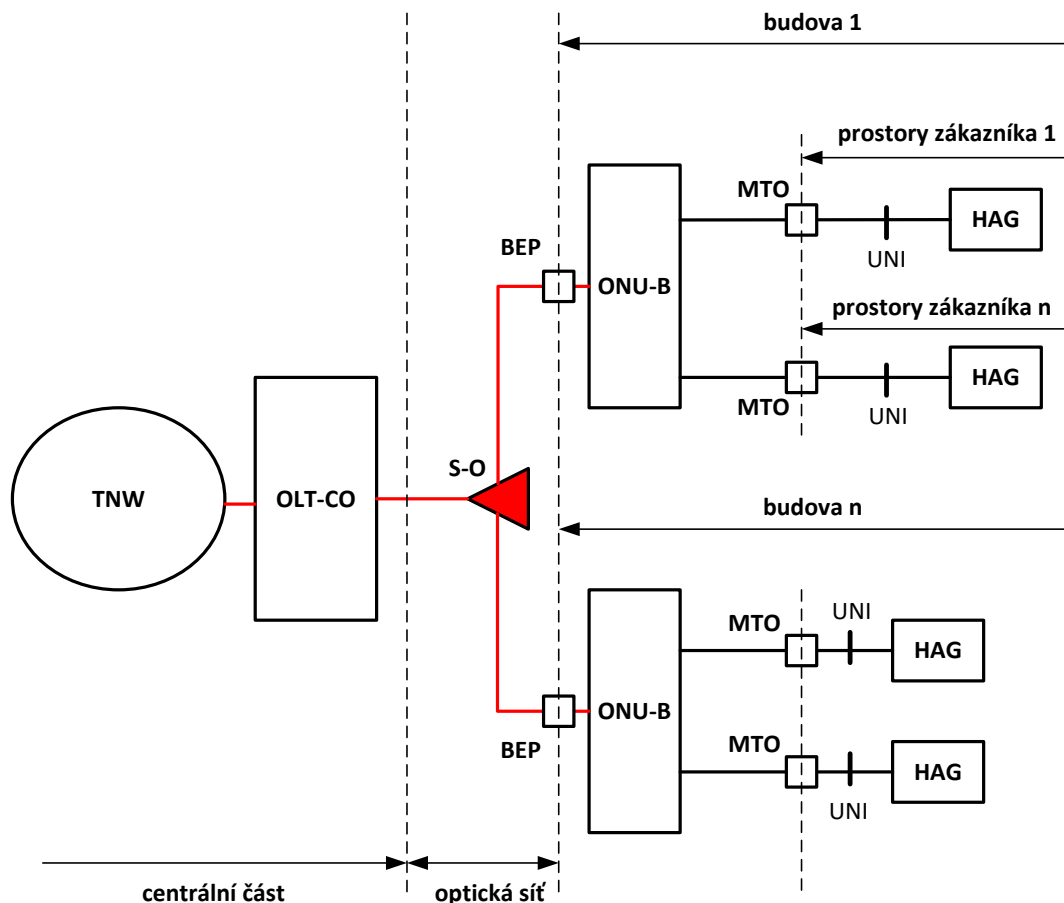 budova 1
prostory zákazníka 1
MTO
HAG
UNI
BEP
ONU-B
prostory zákazníka n
HAG
MTO
UNI
S-O
TNW
OLT-CO
budova n
UNI
MTO
HAG
ONU-B
BEP
MTO
HAG
UNI
centrální část
optická síť